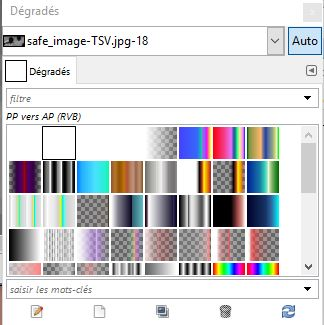 Dégradés
safe_image-TSV.jpg-18
Auto
Dégradés
filtre
PP vers AP (RVB)
saisir les mots-clés